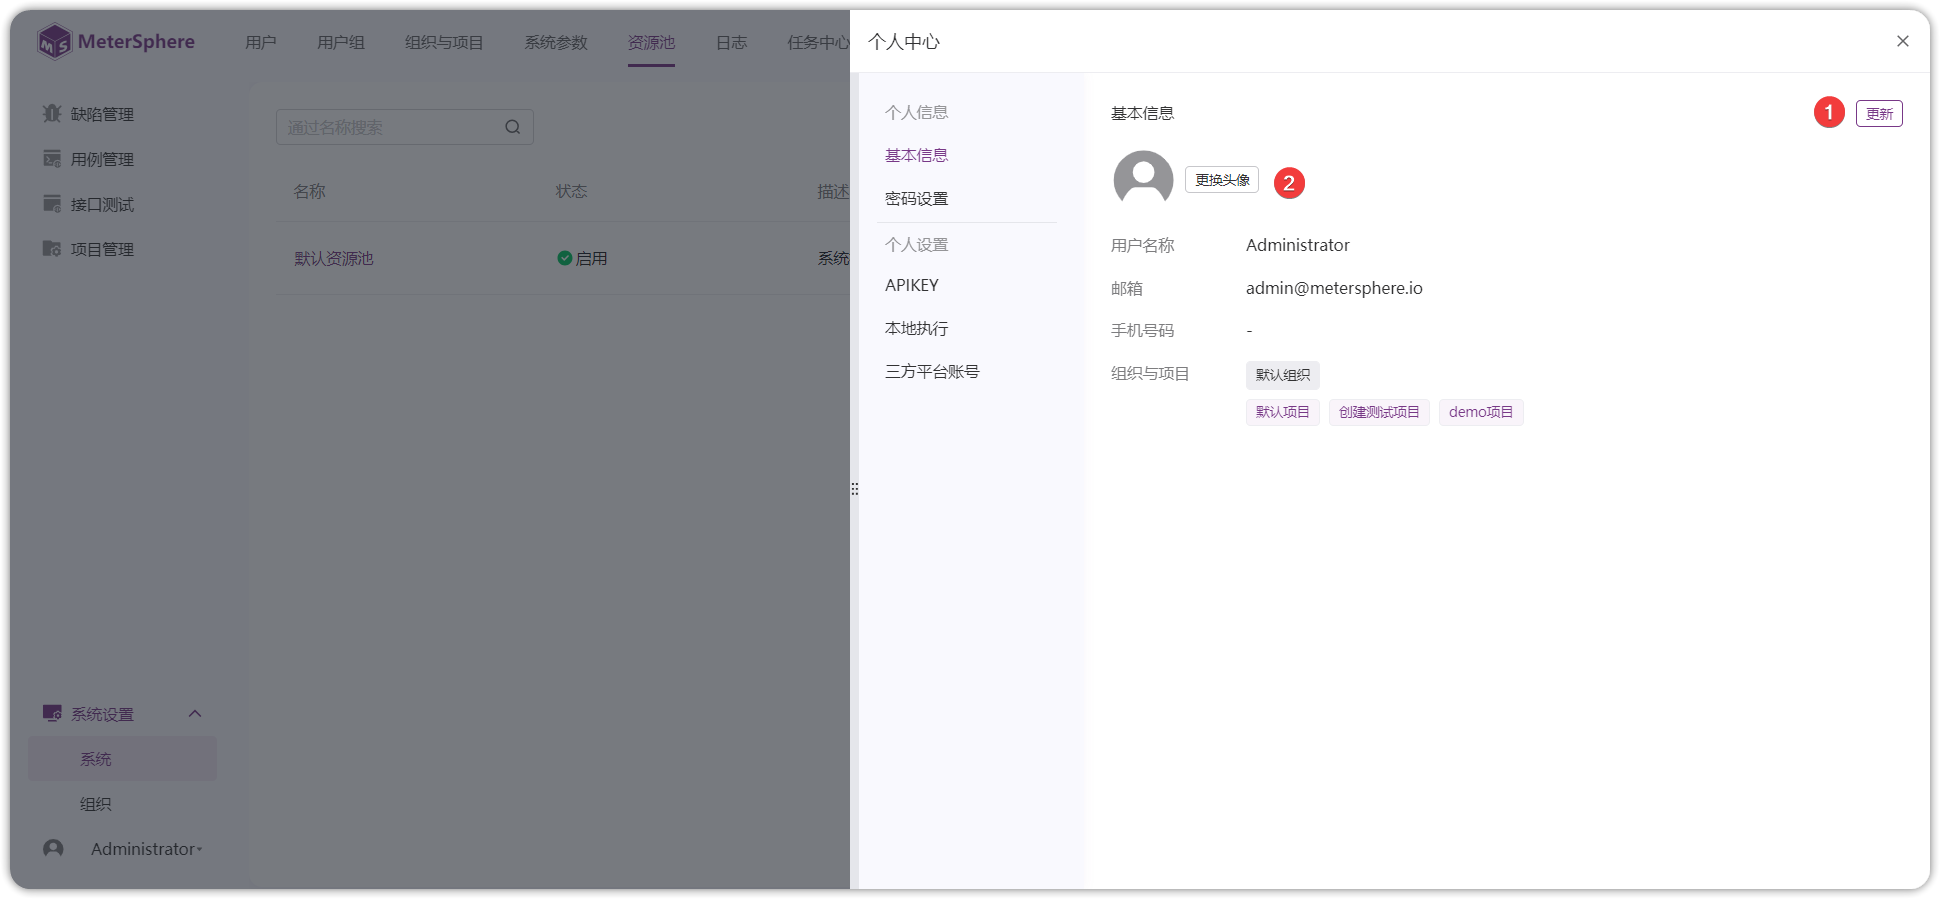 MeterSphere
用户
用户组
组织与项目
系统参数
资源池
日志
任务中心
缺陷管理
用例管理
接口测试
项目管理
通过名称搜索
名称
状态
描述
默认资源池
启用
系统
系统设置
系统
组织
Administrator
个人中心
个人信息
基本信息
密码设置
个人设置
APIKEY
本地执行
三方平台账号
基本信息
1
更新
更换头像
2
用户名称
Administrator
邮箱
admin@metersphere.io
手机号码
-
组织与项目
默认组织
默认项目
创建测试项目
demo项目